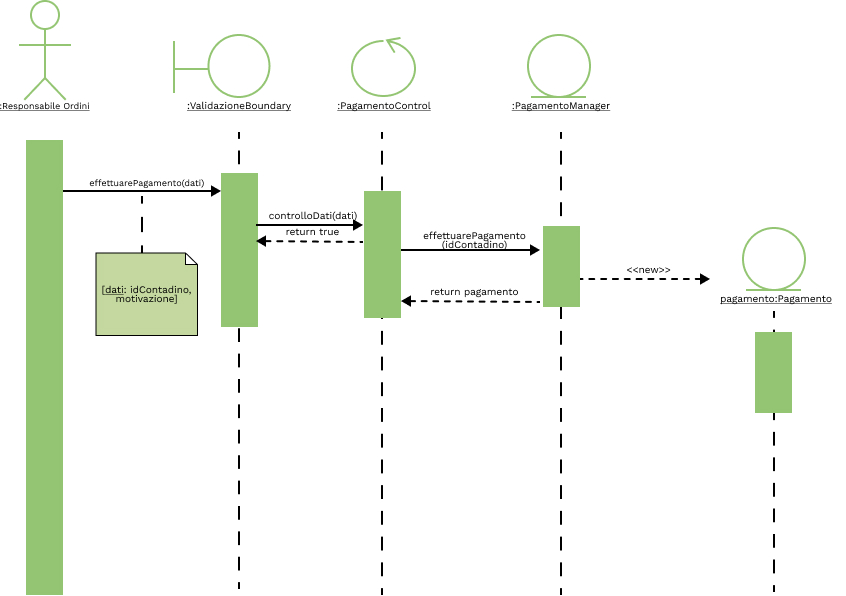 :Responsabile Ordini
:ValidazioneBoundary
:PagamentoControl
:PagamentoManager
effettuarePagamento(dati)
controlloDati(dati)
return true
effettuarePagamento
(idContadino)
<<new>>
return pagamento
[dati: idContadino,
motivazione]
pagamento:Pagamento